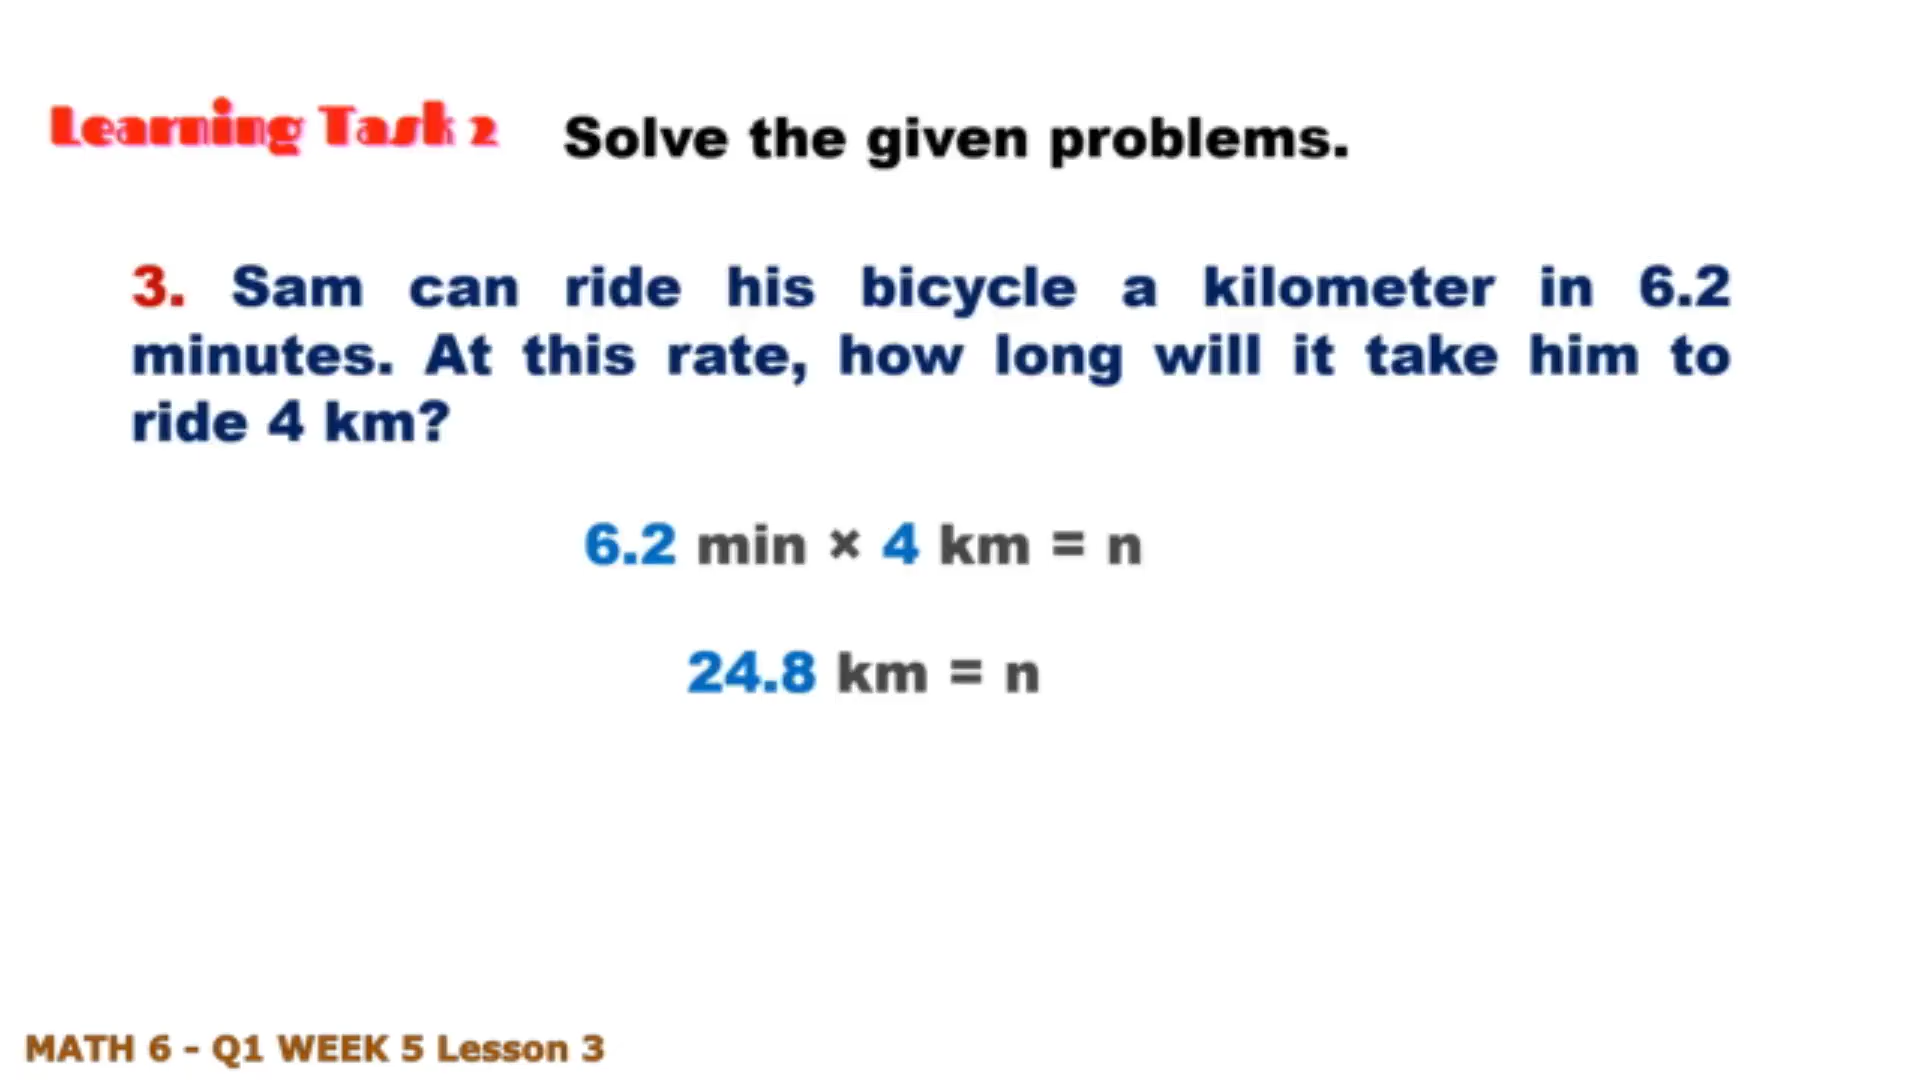 Learning Task 2 Solve the given problems.
3. Sam can ride his bicycle a kilometer in 6.2
minutes. At this rate, how long will it take him to
ride 4 km?
6.2 min × 4 km = n
24.8 km = n
MATH 6 - Q1 WEEK 5 Lesson 3